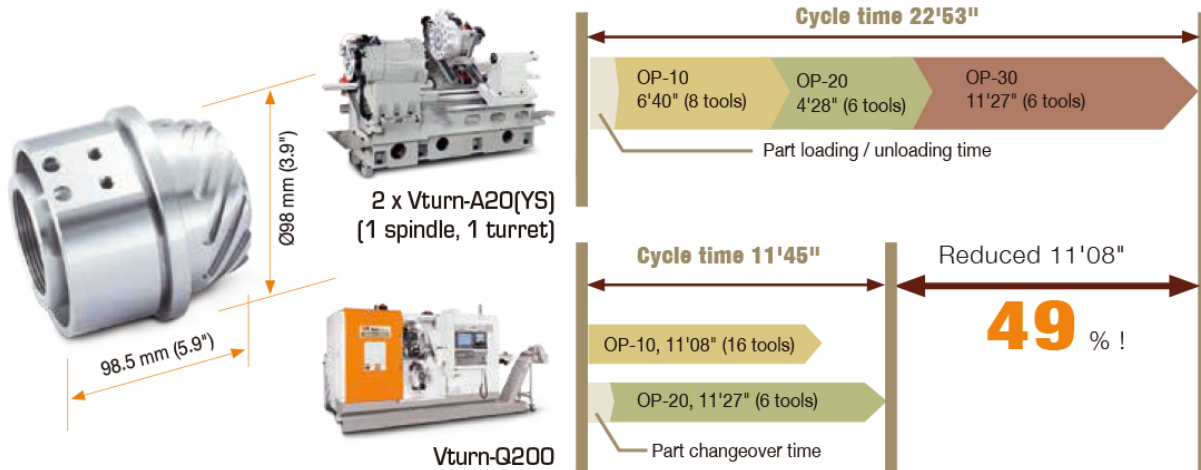 Cycle time 22'53"
OP-10
6'40" (8 tools)
OP-20
4'28" (6 tools)
OP-30
11'27" (6 tools)
Part loading / unloading time
Ø98 mm (3.9")
98.5 mm (5.9")
2 x Vturn-A20(YS)
(1 spindle, 1 turret)
Cycle time 11'45"
Reduced 11'08"
49 % !
OP-10, 11'08" (16 tools)
OP-20, 11'27" (6 tools)
Part changeover time
Vturn-Q200